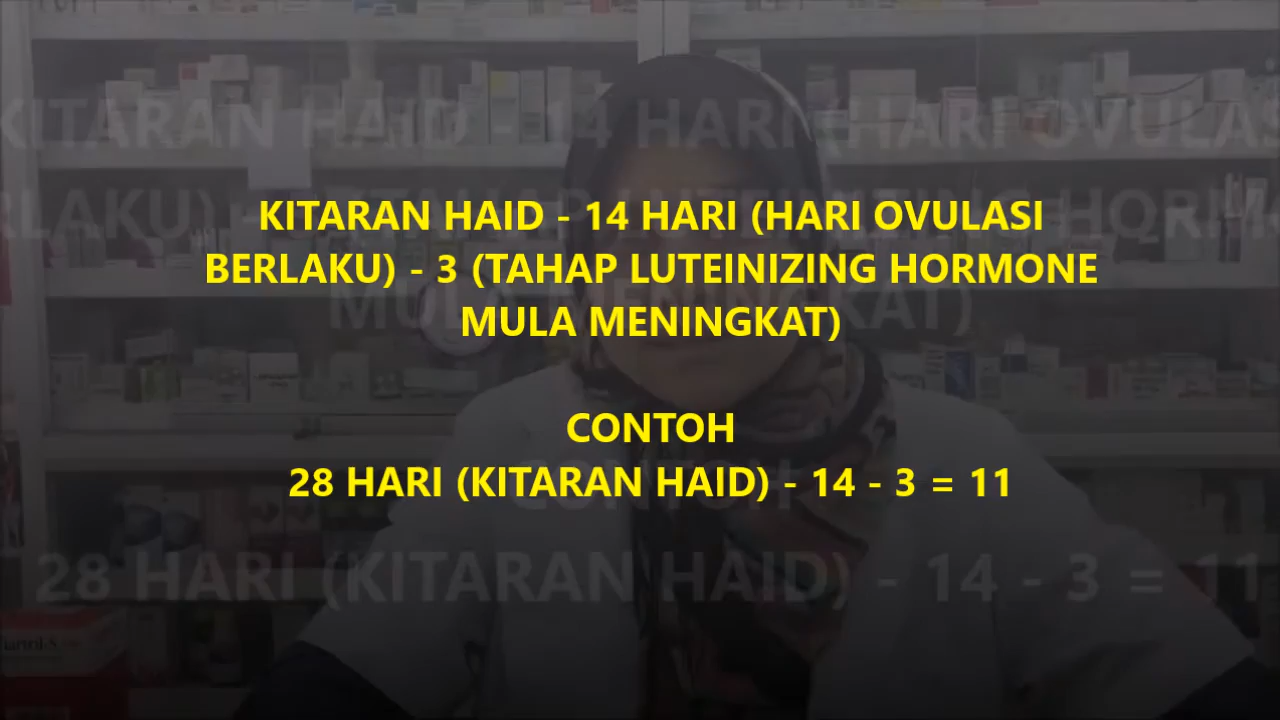 KITARAN HAID - 14 HARI (HARI OVULASI
BERLAKU) - 3 (TAHAP LUTEINIZING HORMONE
MULA MENINGKAT)
CONTOH
28 HARI (KITARAN HAID) - 14 - 3 = 11